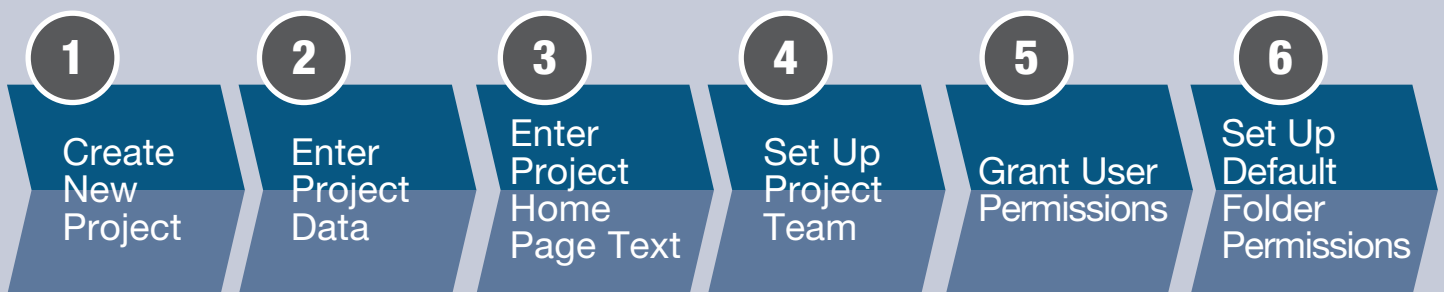 1
Create
New
Project
2
Enter
Project
Data
3
Enter
Project
Home
Page Text
4
Set Up
Project
Team
5
Grant User
Permissions
6
Set Up
Default
Folder
Permissions